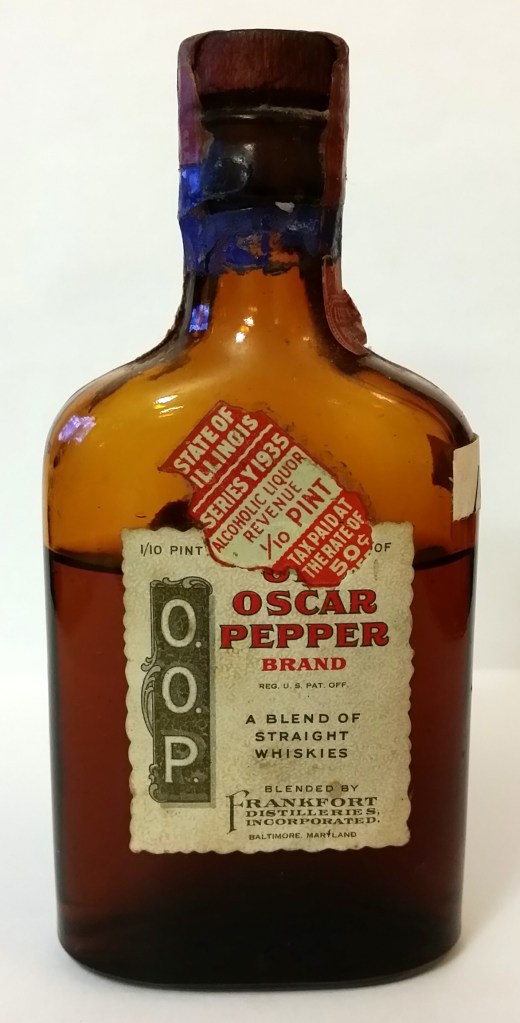 STATE OF
ILLINOIS
SERIES Y 1935
ALCOHOLIC LIQUOR
REVENUE
1/10 PINT
TAX PAID AT
THE RATE OF
50¢
1/10 PINT
OF
O.
O.
P.
OSCAR
PEPPER
BRAND
REG. U. S. PAT. OFF.
A BLEND OF
STRAIGHT
WHISKIES
BLENDED BY
FRANKFORT
DISTILLERIES,
INCORPORATED.
BALTIMORE, MARYLAND